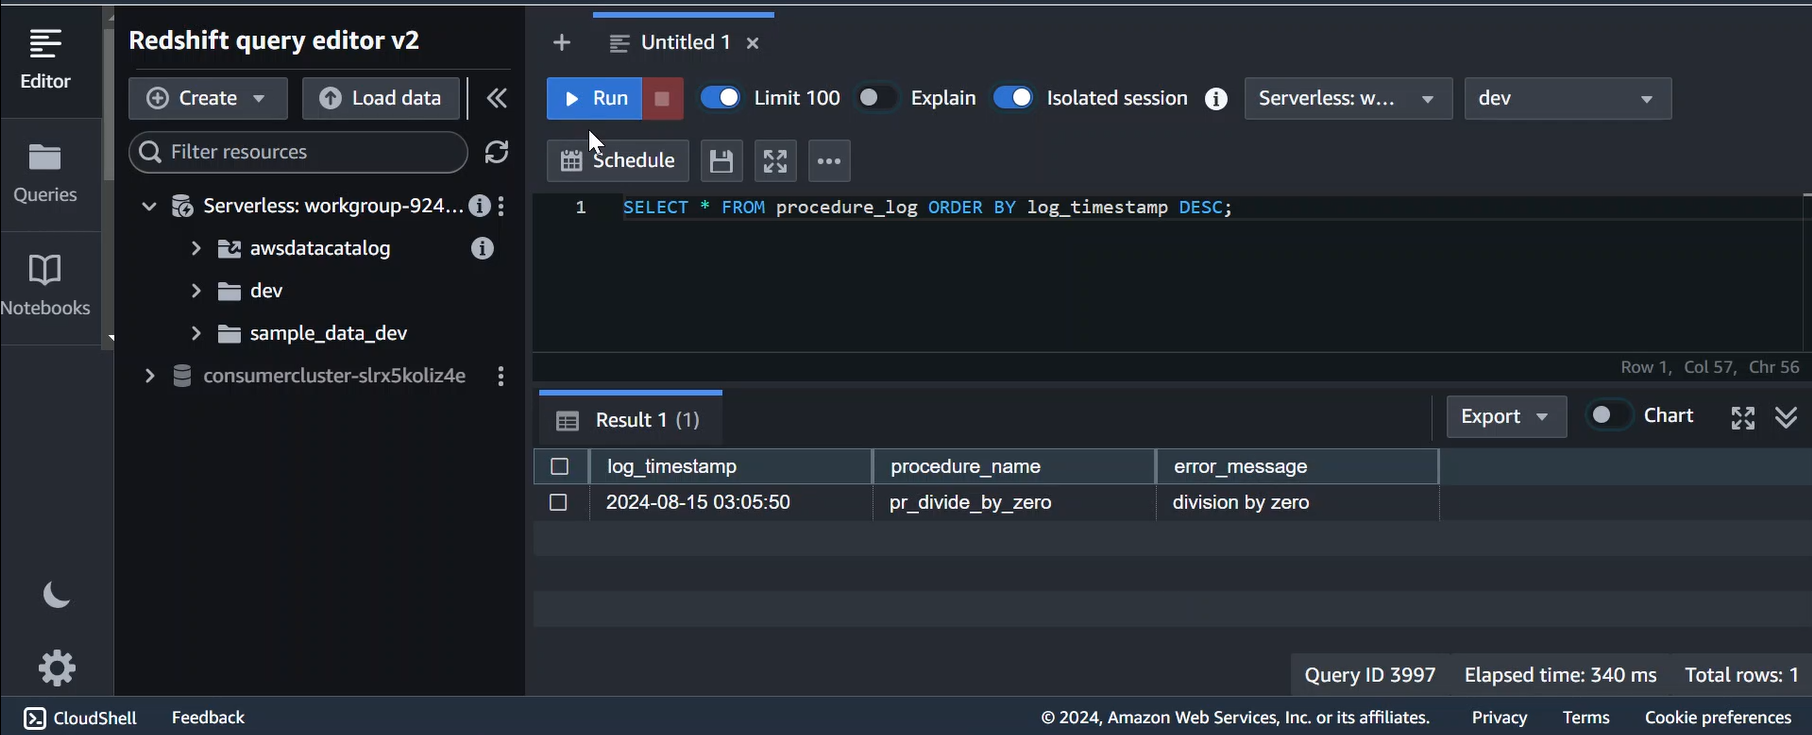 Editor
Queries
Notebooks
Redshift query editor v2
Create
Load data
Filter resources
Serverless: workgroup-924...
awsdatacatalog
dev
sample_data_dev
consumercluster-slrx5koliz4e
Untitled 1
Run
Limit 100
Explain
Isolated session
Serverless: w...
dev
Schedule
1 SELECT * FROM procedure_log ORDER BY log_timestamp DESC;
Row 1, Col 57, Chr 56
Result 1 (1)
Export
Chart
log_timestamp procedure_name error_message
2024-08-15 03:05:50 pr_divide_by_zero division by zero
Query ID 3997 Elapsed time: 340 ms Total rows: 1
CloudShell Feedback © 2024, Amazon Web Services, Inc. or its affiliates. Privacy Terms Cookie preferences